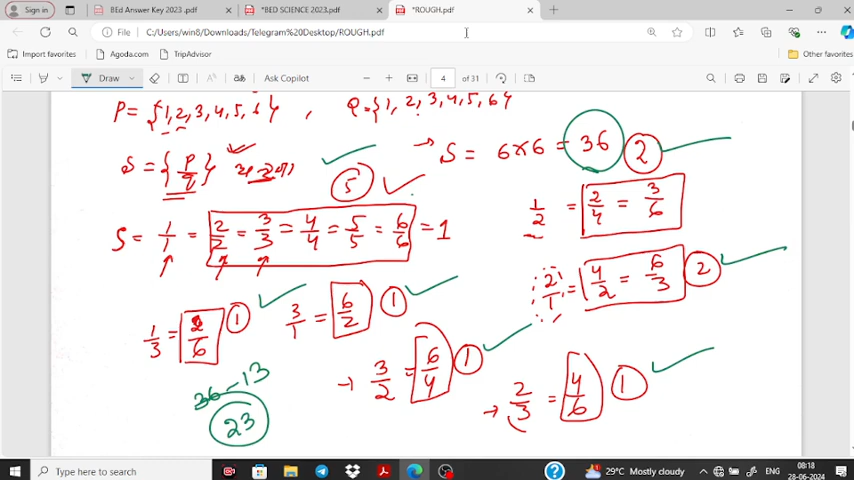 Sign in
BEd Answer Key 2023 .pdf
*BED SCIENCE 2023.pdf
*ROUGH.pdf
File C:/Users/win8/Downloads/Telegram%20Desktop/ROUGH.pdf
Import favorites Agoda.com TripAdvisor Other favorites
Draw Ask Copilot 4 of 31
P = {1,2,3,4,5,6} , Q = {1, 2, 3, 4, 5, 6}
S = {P/q} → S = 6×6 = 36 2
5
S = 1/1 = 2/2 = 3/3 = 4/4 = 5/5 = 6/6 = 1 1/2 = 2/4 = 3/6
2/1 = 4/2 = 6/3 2
1/3 = 2/6 1 3/1 = 6/2 1
→ 3/2 = 6/4 1
→ 2/3 = 4/6 1
36-13
23
Type here to search
29°C Mostly cloudy ENG 08:18
28-06-2024